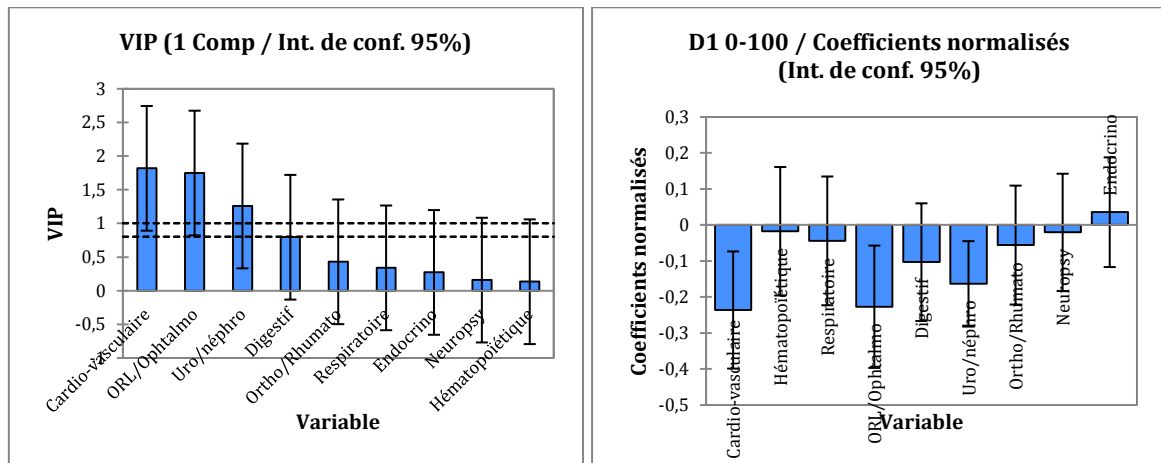 VIP (1 Comp / Int. de conf. 95%)
VIP
3
2,5
2
1,5
1
0,5
0
-0,5
-1
Cardio-vasculaire
ORL/Ophtalmo
Uro/néphro
Digestif
Ortho/Rhumato
Respiratoire
Endocrino
Neuropsy
Hématopoïétique
Variable
D1 0-100 / Coefficients normalisés
(Int. de conf. 95%)
Coefficients normalisés
0,3
0,2
0,1
0
-0,1
-0,2
-0,3
-0,4
-0,5
Cardio-vasculaire
Hématopoïétique
Respiratoire
ORL/Ophtalmo
Digestif
Uro/néphro
Ortho/Rhumato
Neuropsy
Endocrino
Variable